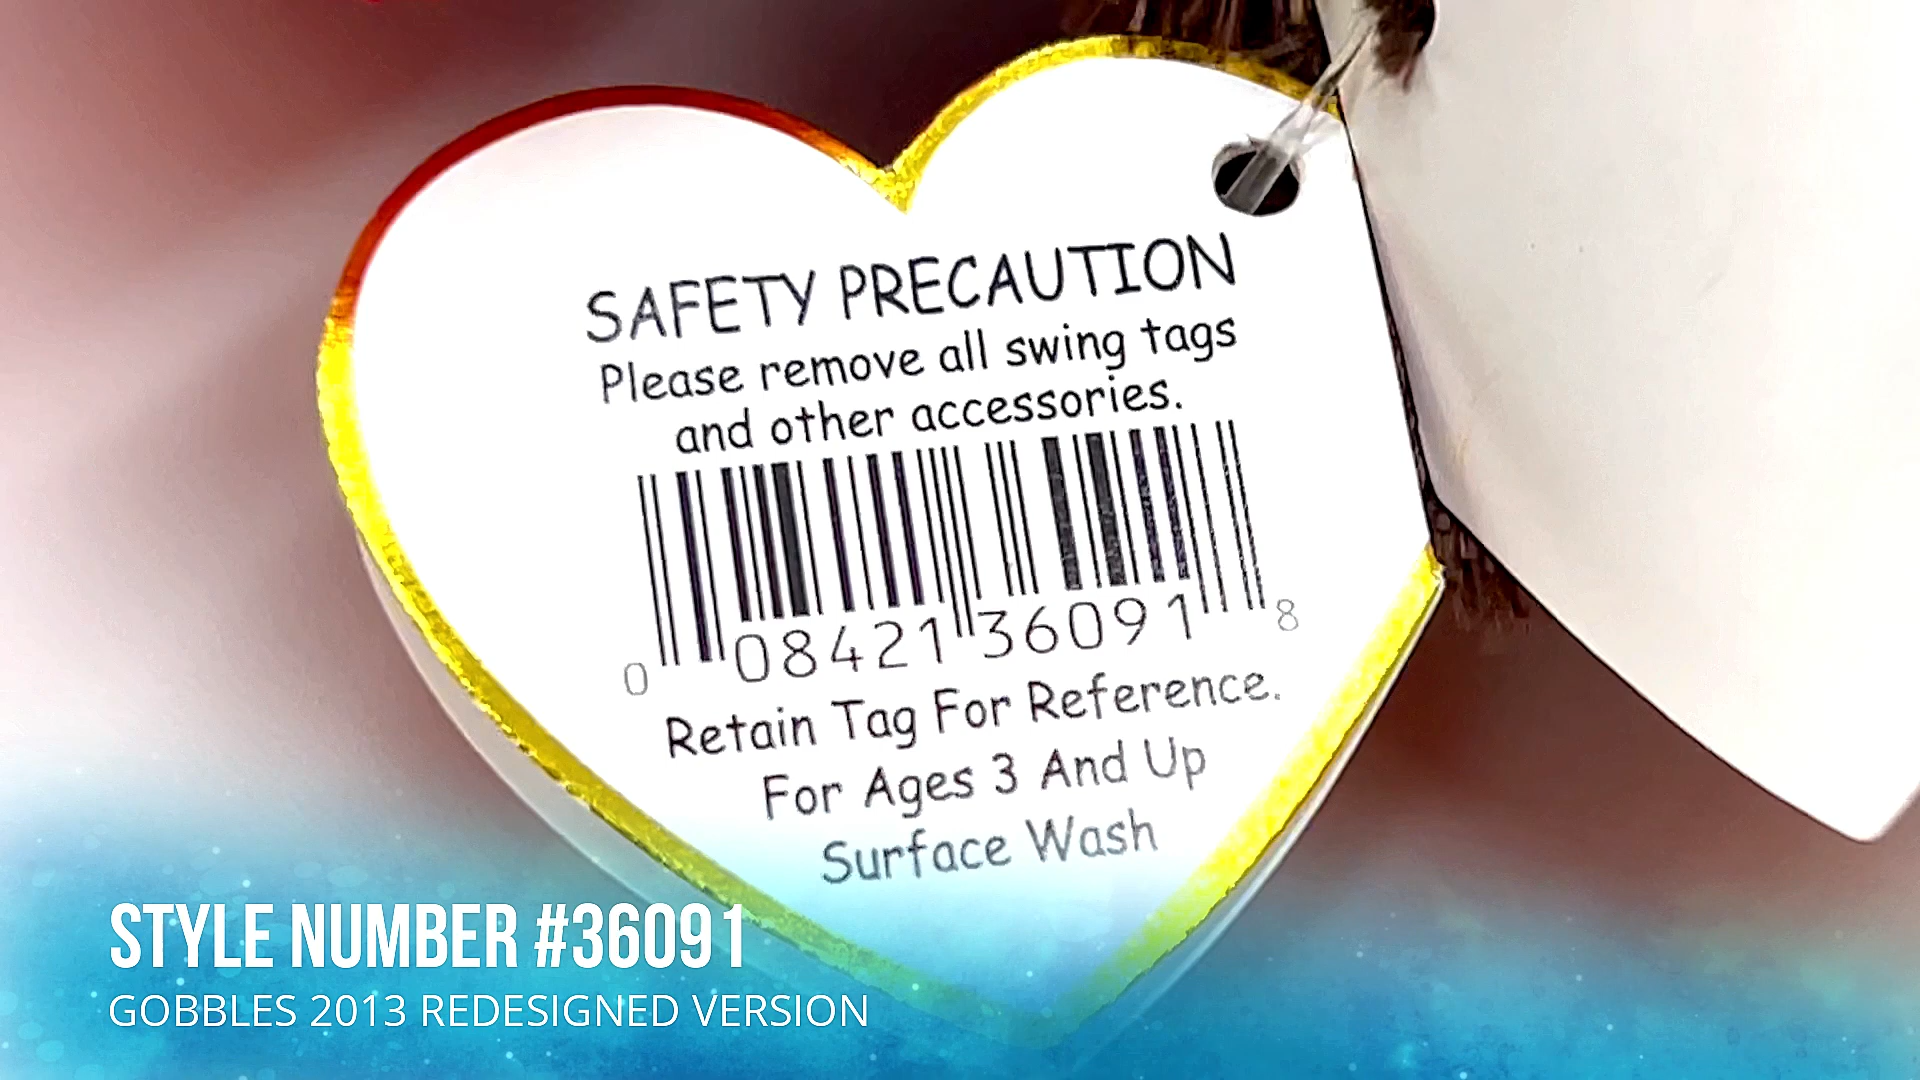 SAFETY PRECAUTION
Please remove all swing tags
and other accessories.
0 08421 36091 8
Retain Tag For Reference.
For Ages 3 And Up
Surface Wash
STYLE NUMBER #36091
GOBBLES 2013 REDESIGNED VERSION